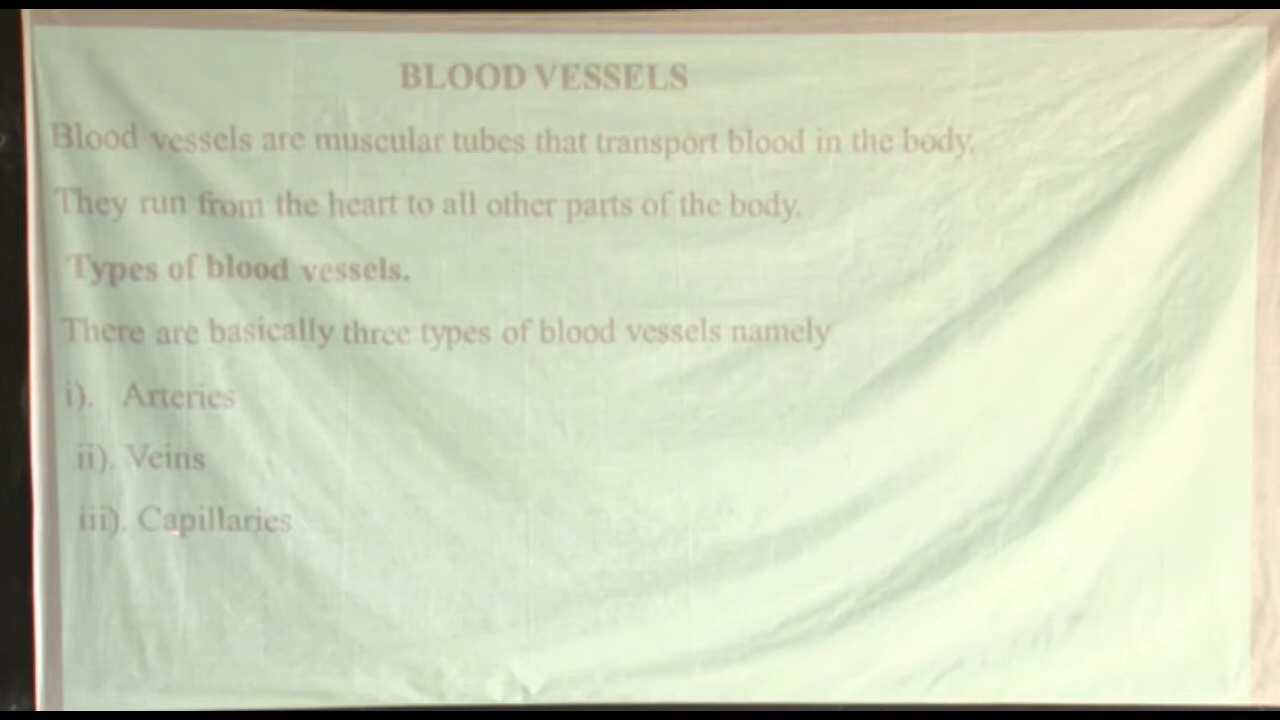 BLOOD VESSELS
Blood vessels are muscular tubes that transport blood in the body.
They run from the heart to all other parts of the body.
Types of blood vessels.
There are basically three types of blood vessels namely
i). Arteries
ii). Veins
iii). Capillaries